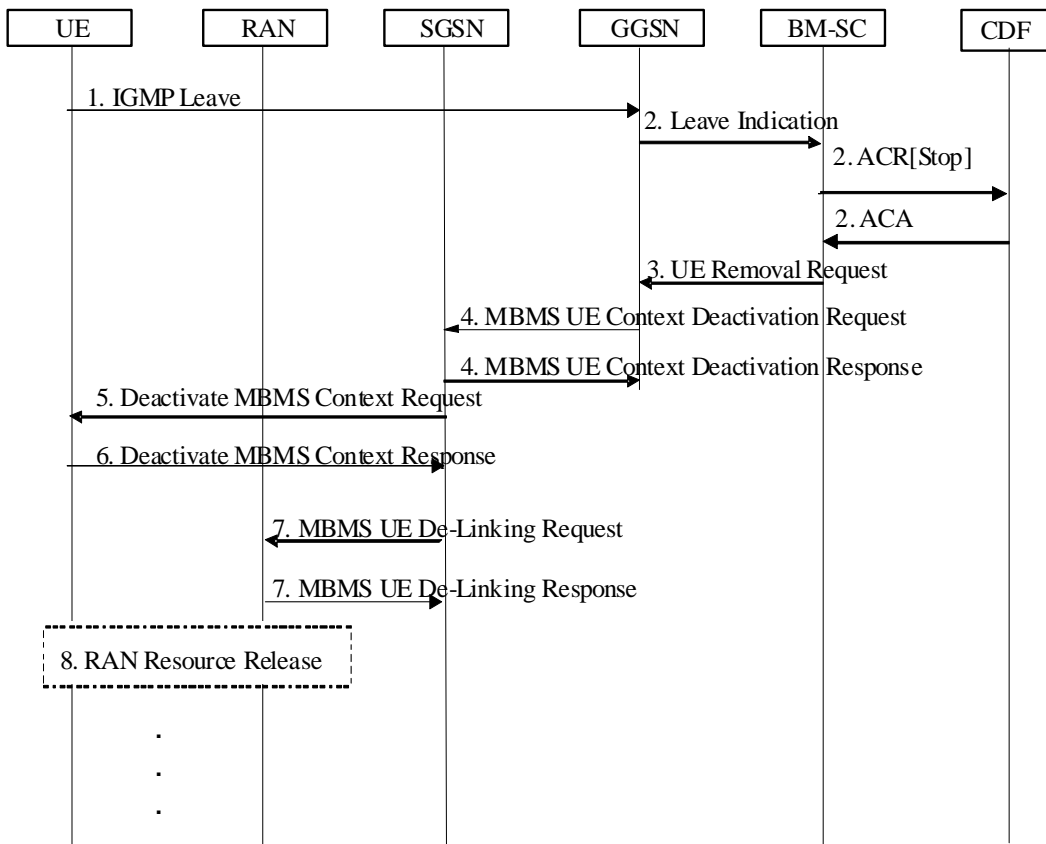 UE
RAN
SGSN
GGSN
BM-SC
CDF
1. IGMP Leave
2. Leave Indication
2. ACR[Stop]
2. ACA
3. UE Removal Request
4. MBMS UE Context Deactivation Request
4. MBMS UE Context Deactivation Response
5. Deactivate MBMS Context Request
6. Deactivate MBMS Context Response
7. MBMS UE De-Linking Request
7. MBMS UE De-Linking Response
8. RAN Resource Release
.
.
.